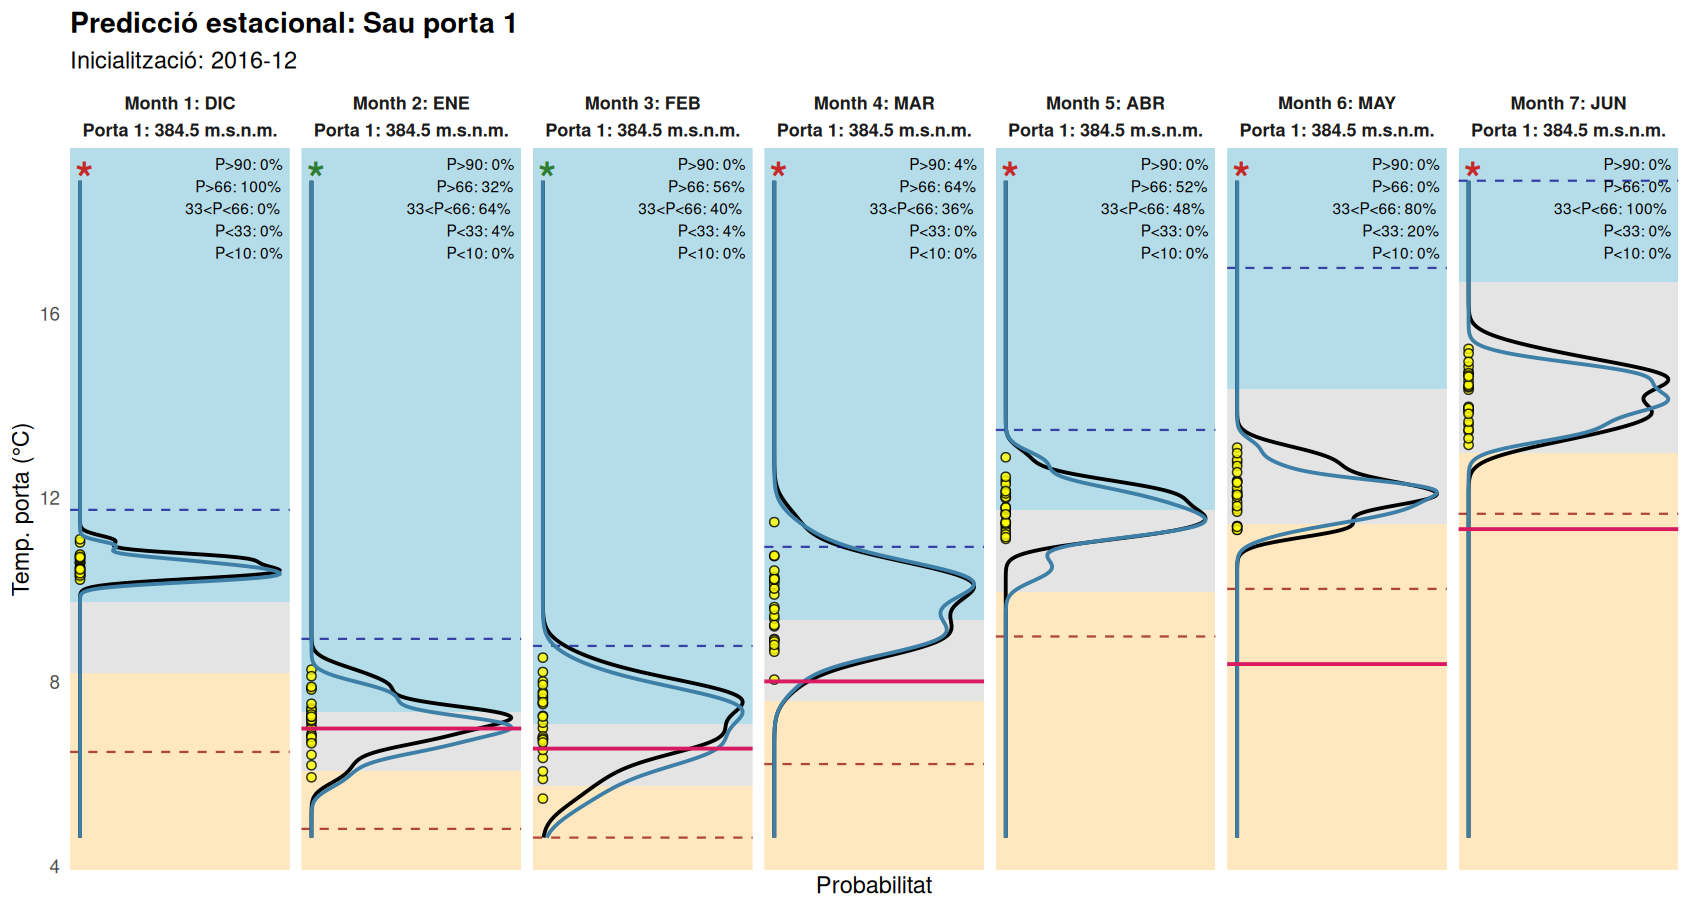 Predicció estacional: Sau porta 1
Inicialització: 2016-12
Month 1: DIC
Porta 1: 384.5 m.s.n.m.
Month 2: ENE
Porta 1: 384.5 m.s.n.m.
Month 3: FEB
Porta 1: 384.5 m.s.n.m.
Month 4: MAR
Porta 1: 384.5 m.s.n.m.
Month 5: ABR
Porta 1: 384.5 m.s.n.m.
Month 6: MAY
Porta 1: 384.5 m.s.n.m.
Month 7: JUN
Porta 1: 384.5 m.s.n.m.
*
P>90: 0%
P>66: 100%
33<P<66: 0%
P<33: 0%
P<10: 0%
*
P>90: 0%
P>66: 32%
33<P<66: 64%
P<33: 4%
P<10: 0%
*
P>90: 0%
P>66: 56%
33<P<66: 40%
P<33: 4%
P<10: 0%
*
P>90: 4%
P>66: 64%
33<P<66: 36%
P<33: 0%
P<10: 0%
*
P>90: 0%
P>66: 52%
33<P<66: 48%
P<33: 0%
P<10: 0%
*
P>90: 0%
P>66: 0%
33<P<66: 80%
P<33: 20%
P<10: 0%
*
P>90: 0%
P>66: 0%
33<P<66: 100%
P<33: 0%
P<10: 0%
Temp. porta (°C)
16
12
8
4
Probabilitat